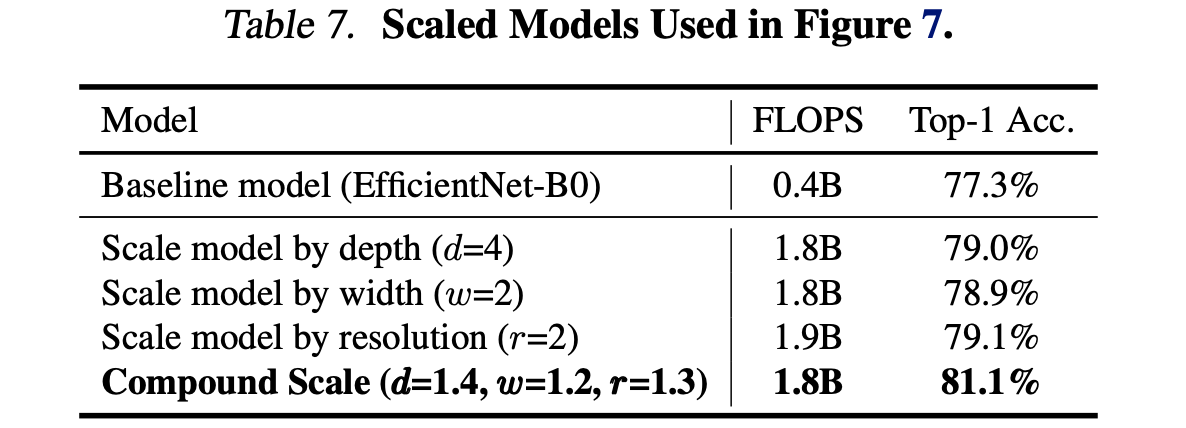 Table 7. Scaled Models Used in Figure 7.
Model FLOPS Top-1 Acc.
Baseline model (EfficientNet-B0) 0.4B 77.3%
Scale model by depth (d=4) 1.8B 79.0%
Scale model by width (w=2) 1.8B 78.9%
Scale model by resolution (r=2) 1.9B 79.1%
Compound Scale (d=1.4, w=1.2, r=1.3) 1.8B 81.1%